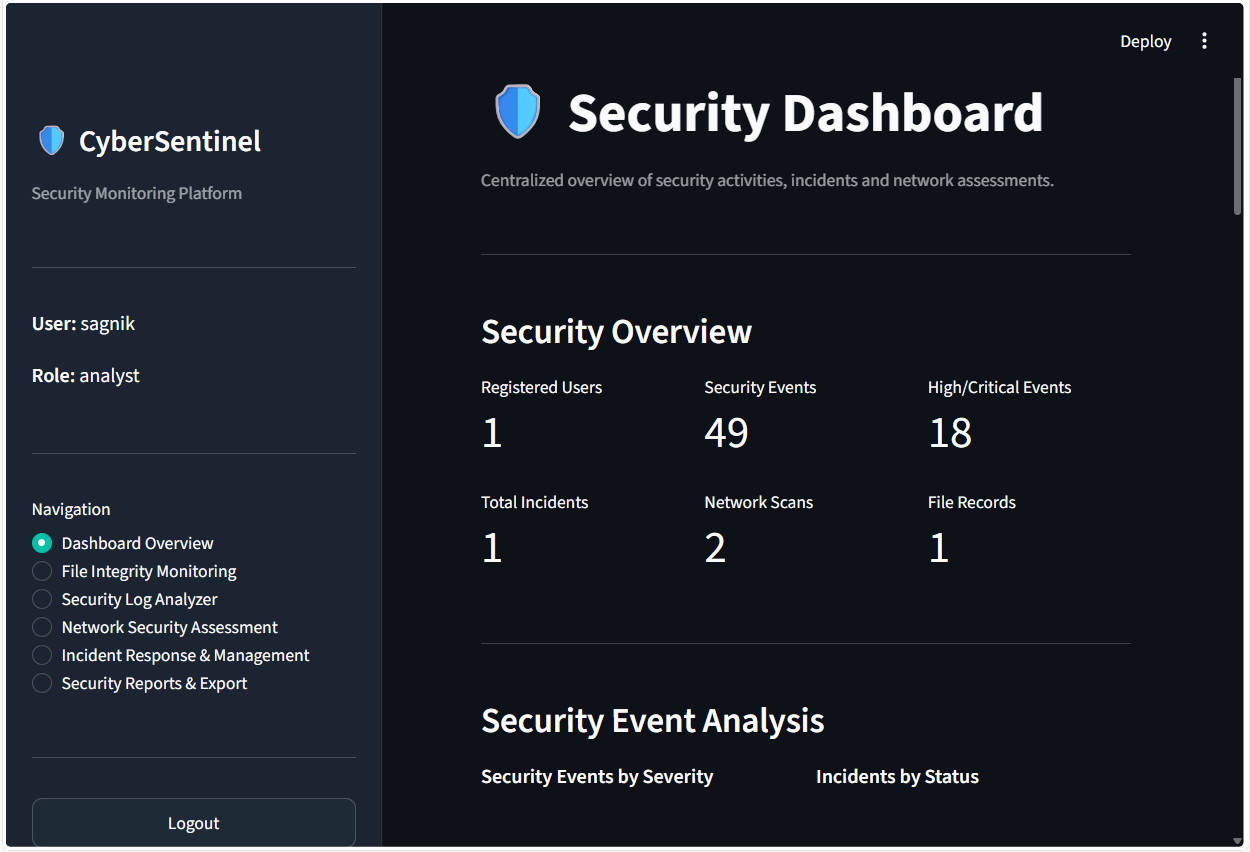 CyberSentinel
Security Monitoring Platform
User: sagnik
Role: analyst
Navigation
Dashboard Overview
File Integrity Monitoring
Security Log Analyzer
Network Security Assessment
Incident Response & Management
Security Reports & Export
Logout
Deploy
Security Dashboard
Centralized overview of security activities, incidents and network assessments.
Security Overview
Registered Users Security Events High/Critical Events
1 49 18
Total Incidents Network Scans File Records
1 2 1
Security Event Analysis
Security Events by Severity Incidents by Status